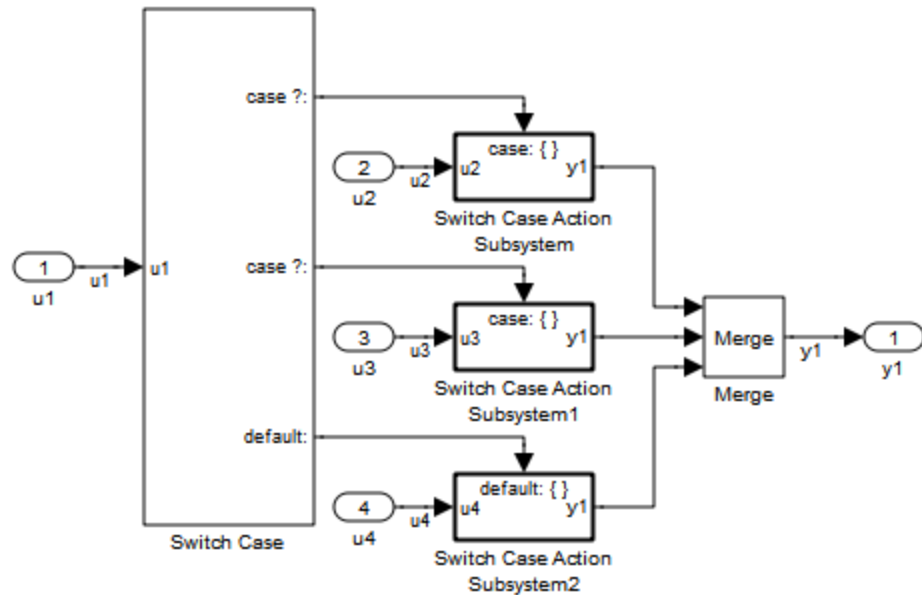 case ?:
case: { }
2
u2
u2
y1
u2
Switch Case Action
Subsystem
case ?:
1
u1
u1
u1
case: { }
3
u3
u3
y1
Merge
y1
1
u3
y1
Switch Case Action
Subsystem1
Merge
default:
default: { }
4
u4
u4
y1
u4
Switch Case
Switch Case Action
Subsystem2